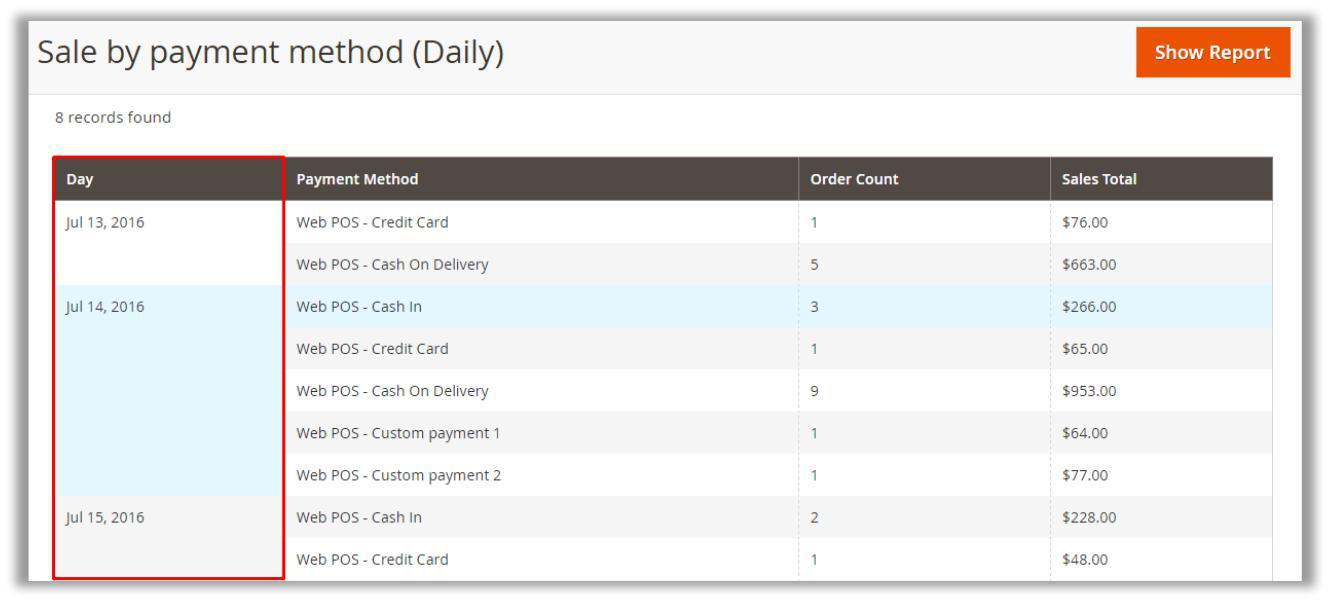 Sale by payment method (Daily)
Show Report
8 records found
Day Payment Method Order Count Sales Total
Jul 13, 2016 Web POS - Credit Card 1 $76.00
Web POS - Cash On Delivery 5 $663.00
Jul 14, 2016 Web POS - Cash In 3 $266.00
Web POS - Credit Card 1 $65.00
Web POS - Cash On Delivery 9 $953.00
Web POS - Custom payment 1 1 $64.00
Web POS - Custom payment 2 1 $77.00
Jul 15, 2016 Web POS - Cash In 2 $228.00
Web POS - Credit Card 1 $48.00